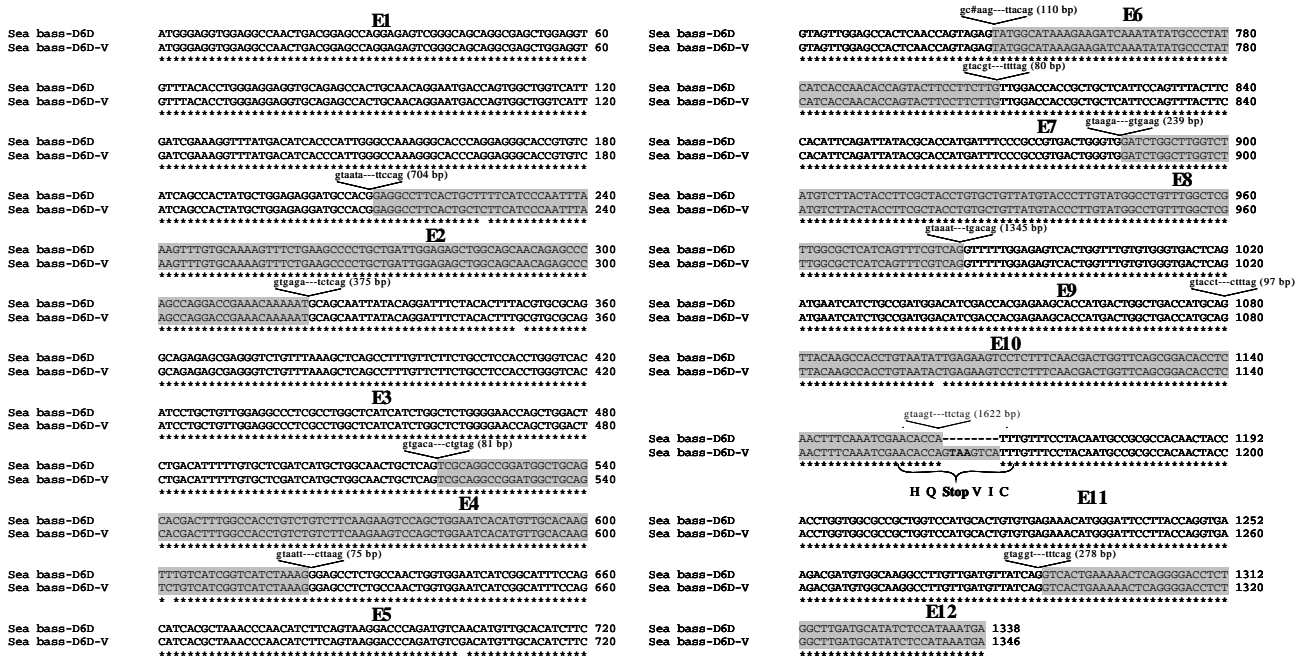 E1
Sea bass-D6D ATGGGAGGTGGAGGCCAACTGACGGAGCCAGGAGAGTCGGGCAGCAGGCGAGCTGGAGGT 60
Sea bass-D6D-V ATGGGAGGTGGAGGCCAACTGACGGAGCCAGGAGAGTCGGGCAGCAGGCGAGCTGGAGGT 60
Sea bass-D6D GTTTACACCTGGGAGGAGGTGCAGAGCCACTGCAACAGGAATGACCAGTGGCTGGTCATT 120
Sea bass-D6D-V GTTTACACCTGGGAGGAGGTGCAGAGCCACTGCAACAGGAATGACCAGTGGCTGGTCATT 120
Sea bass-D6D GATCGAAAGGTTTATGACATCACCCATTGGGCCAAAGGGCACCCAGGAGGGCACCGTGTC 180
Sea bass-D6D-V GATCGAAAGGTTTATGACATCACCCATTGGGCCAAAGGGCACCCAGGAGGGCACCGTGTC 180
gtaata---ttccag (704 bp)
Sea bass-D6D ATCAGCCACTATGCTGGAGAGGATGCCACGGAGGCCTTCACTGCTTTTCATCCCAATTTA 240
Sea bass-D6D-V ATCAGCCACTATGCTGGAGAGGATGCCACGGAGGCCTTCACTGCTCTTCATCCCAATTTA 240
E2
Sea bass-D6D AAGTTTGTGCAAAAGTTTCTGAAGCCCCTGCTGATTGGAGAGCTGGCAGCAACAGAGCCC 300
Sea bass-D6D-V AAGTTTGTGCAAAAGTTTCTGAAGCCCCTGCTGATTGGAGAGCTGGCAGCAACAGAGCCC 300
gtgaga---tctcag (375 bp)
Sea bass-D6D AGCCAGGACCGAAACAAAAATGCAGCAATTATACAGGATTTCTACACTTTACGTGCGCAG 360
Sea bass-D6D-V AGCCAGGACCGAAACAAAAATGCAGCAATTATACAGGATTTCTACACTTTGCGTGCGCAG 360
Sea bass-D6D GCAGAGAGCGAGGGTCTGTTTAAAGCTCAGCCTTTGTTCTTCTGCCTCCACCTGGGTCAC 420
Sea bass-D6D-V GCAGAGAGCGAGGGTCTGTTTAAAGCTCAGCCTTTGTTCTTCTGCCTCCACCTGGGTCAC 420
E3
Sea bass-D6D ATCCTGCTGTTGGAGGCCCTCGCCTGGCTCATCATCTGGCTCTGGGGAACCAGCTGGACT 480
Sea bass-D6D-V ATCCTGCTGTTGGAGGCCCTCGCCTGGCTCATCATCTGGCTCTGGGGAACCAGCTGGACT 480
gtgaca---ctgtag (81 bp)
Sea bass-D6D CTGACATTTTTGTGCTCGATCATGCTGGCAACTGCTCAGTCGCAGGCCGGATGGCTGCAG 540
Sea bass-D6D-V CTGACATTTTTGTGCTCGATCATGCTGGCAACTGCTCAGTCGCAGGCCGGATGGCTGCAG 540
E4
Sea bass-D6D CACGACTTTGGCCACCTGTCTGTCTTCAAGAAGTCCAGCTGGAATCACATGTTGCACAAG 600
Sea bass-D6D-V CACGACTTTGGCCACCTGTCTGTCTTCAAGAAGTCCAGCTGGAATCACATGTTGCACAAG 600
gtaatt---cttaag (75 bp)
Sea bass-D6D TTTGTCATCGGTCATCTAAAGGGAGCCTCTGCCAACTGGTGGAATCATCGGCATTTCCAG 660
Sea bass-D6D-V TCTGTCATCGGTCATCTAAAGGGAGCCTCTGCCAACTGGTGGAATCATCGGCATTTCCAG 660
E5
Sea bass-D6D CATCACGCTAAACCCAACATCTTCAGTAAGGACCCAGATGTCAACATGTTGCACATCTTC 720
Sea bass-D6D-V CATCACGCTAAACCCAACATCTTCAGTAAGGACCCAGATGTCGACATGTTGCACATCTTC 720
gc#aag---ttacag (110 bp)
E6
Sea bass-D6D GTAGTTGGAGCCACTCAACCAGTAGAGTATGGCATAAAGAAGATCAAATATATGCCCTAT 780
Sea bass-D6D-V GTAGTTGGAGCCACTCAACCAGTAGAGTATGGCATAAAGAAGATCAAATATATGCCCTAT 780
gtacgt---ttttag (80 bp)
Sea bass-D6D CATCACCAACACCAGTACTTCCTTCTTGTTGGACCACCGCTGCTCATTCCAGTTTACTTC 840
Sea bass-D6D-V CATCACCAACACCAGTACTTCCTTCTTGTTGGACCACCGCTGCTCATTCCAGTTTACTTC 840
E7
gtaaga---gtgaag (239 bp)
Sea bass-D6D CACATTCAGATTATACGCACCATGATTTCCCGCCGTGACTGGGTGGATCTGGCTTGGTCT 900
Sea bass-D6D-V CACATTCAGATTATACGCACCATGATTTCCCGCCGTGACTGGGTGGATCTGGCTTGGTCT 900
E8
Sea bass-D6D ATGTCTTACTACCTTCGCTACCTGTGCTGTTATGTACCCTTGTATGGCCTGTTTGGCTCG 960
Sea bass-D6D-V ATGTCTTACTACCTTCGCTACCTGTGCTGTTATGTACCCTTGTATGGCCTGTTTGGCTCG 960
gtaaat---tgacag (1345 bp)
Sea bass-D6D TTGGCGCTCATCAGTTTCGTCAGGTTTTTGGAGAGTCACTGGTTTGTGTGGGTGACTCAG 1020
Sea bass-D6D-V TTGGCGCTCATCAGTTTCGTCAGGTTTTTGGAGAGTCACTGGTTTGTGTGGGTGACTCAG 1020
E9
gtacct---ctttag (97 bp)
Sea bass-D6D ATGAATCATCTGCCGATGGACATCGACCACGAGAAGCACCATGACTGGCTGACCATGCAG 1080
Sea bass-D6D-V ATGAATCATCTGCCGATGGACATCGACCACGAGAAGCACCATGACTGGCTGACCATGCAG 1080
E10
Sea bass-D6D TTACAAGCCACCTGTAATATTGAGAAGTCCTCTTTCAACGACTGGTTCAGCGGACACCTC 1140
Sea bass-D6D-V TTACAAGCCACCTGTAATACTGAGAAGTCCTCTTTCAACGACTGGTTCAGCGGACACCTC 1140
gtaagt---ttctag (1622 bp)
Sea bass-D6D AACTTTCAAATCGAACACCA--------TTTGTTTCCTACAATGCCGCGCCACAACTACC 1192
Sea bass-D6D-V AACTTTCAAATCGAACACCAGTAAGTCATTTGTTTCCTACAATGCCGCGCCACAACTACC 1200
H Q Stop V I C
E11
Sea bass-D6D ACCTGGTGGCGCCGCTGGTCCATGCACTGTGTGAGAAACATGGGATTCCTTACCAGGTGA 1252
Sea bass-D6D-V ACCTGGTGGCGCCGCTGGTCCATGCACTGTGTGAGAAACATGGGATTCCTTACCAGGTGA 1260
gtaggt---tttcag (278 bp)
Sea bass-D6D AGACGATGTGGCAAGGCCTTGTTGATGTTATCAGGTCACTGAAAAACTCAGGGGACCTCT 1312
Sea bass-D6D-V AGACGATGTGGCAAGGCCTTGTTGATGTTATCAGGTCACTGAAAAACTCAGGGGACCTCT 1320
E12
Sea bass-D6D GGCTTGATGCATATCTCCATAAATGA 1338
Sea bass-D6D-V GGCTTGATGCATATCTCCATAAATGA 1346